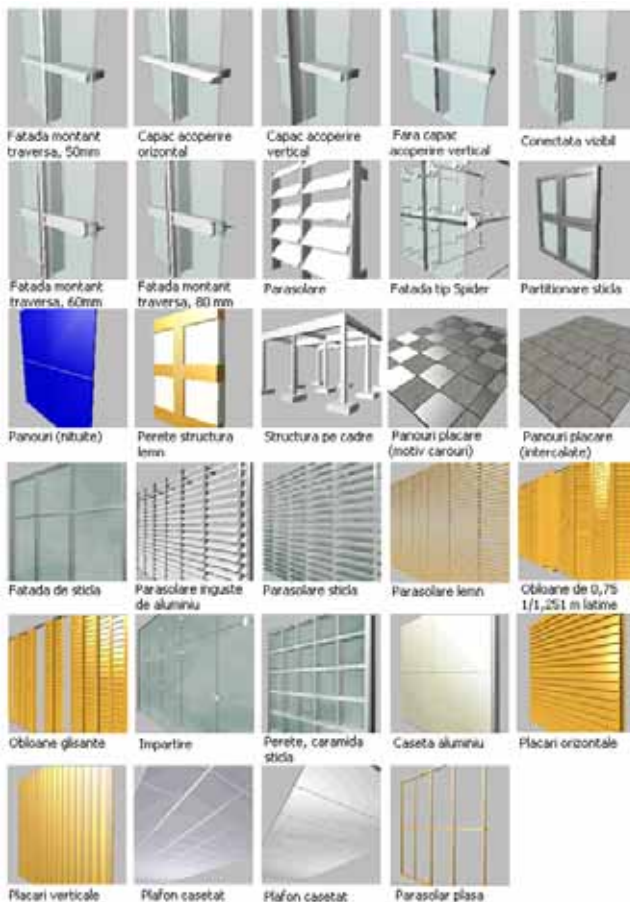 Fatada montant
traversa, 50mm
Capac acoperire
orizontal
Capac acoperire
vertical
Fara capac
acoperire vertical
Conectata vizibil
Fatada montant
traversa, 60mm
Fatada montant
traversa, 80 mm
Parasolare
Fatada tip Spider
Partitionare sticla
Panouri (nituite)
Perete structura
lemn
Structura pe cadre
Panouri placare
(motiv carouri)
Panouri placare
(intercalate)
Fatada de sticla
Parasolare inguste
de aluminiu
Parasolare sticla
Parasolare lemn
Obloane de 0,75
1/1,251 m latime
Obloane glisante
Impartire
Perete, caramida
sticla
Caseta aluminiu
Placari orizontale
Placari verticale
Plafon casetat
Plafon casetat
Parasolar plasa